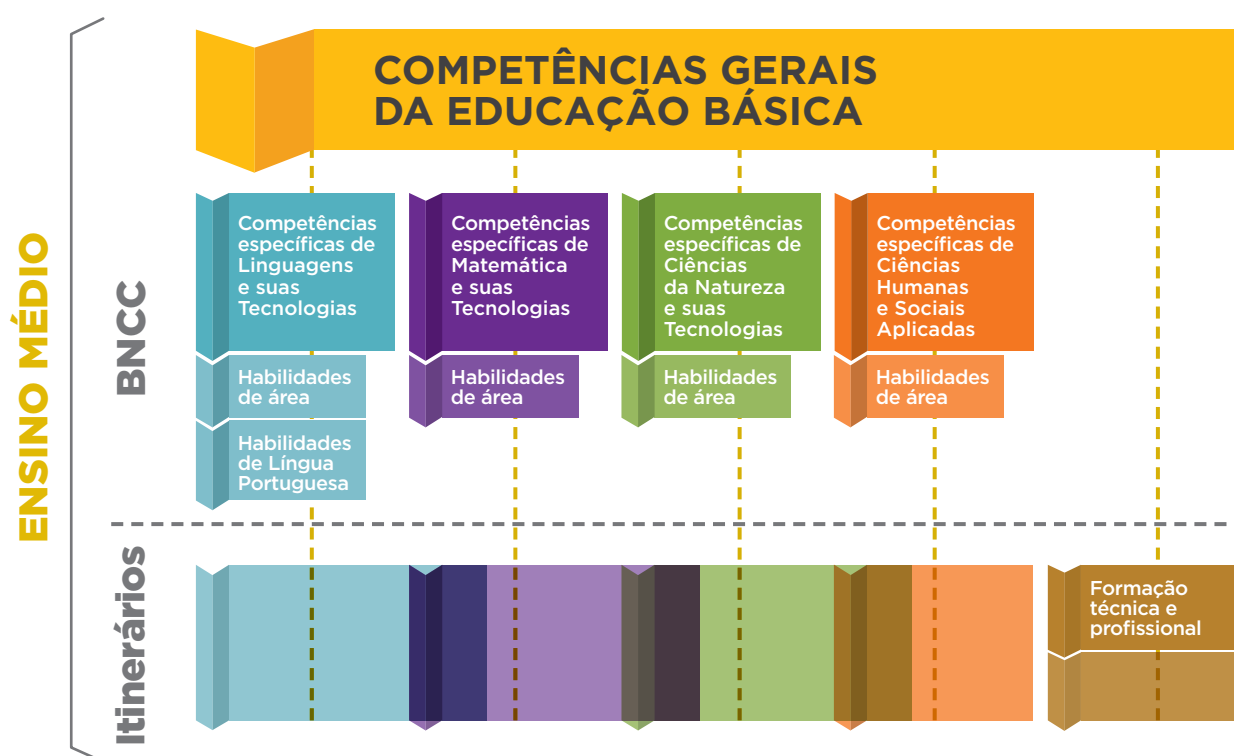 ENSINO MÉDIO
BNCC
COMPETÊNCIAS GERAIS
DA EDUCAÇÃO BÁSICA
Competências
específicas de
Linguagens
e suas
Tecnologias
Habilidades
de área
Habilidades
de Língua
Portuguesa
Competências
específicas de
Matemática
e suas
Tecnologias
Habilidades
de área
Competências
específicas de
Ciências
da Natureza
e suas
Tecnologias
Habilidades
de área
Competências
específicas de
Ciências
Humanas
e Sociais
Aplicadas
Habilidades
de área
Itinerários
Formação
técnica e
profissional